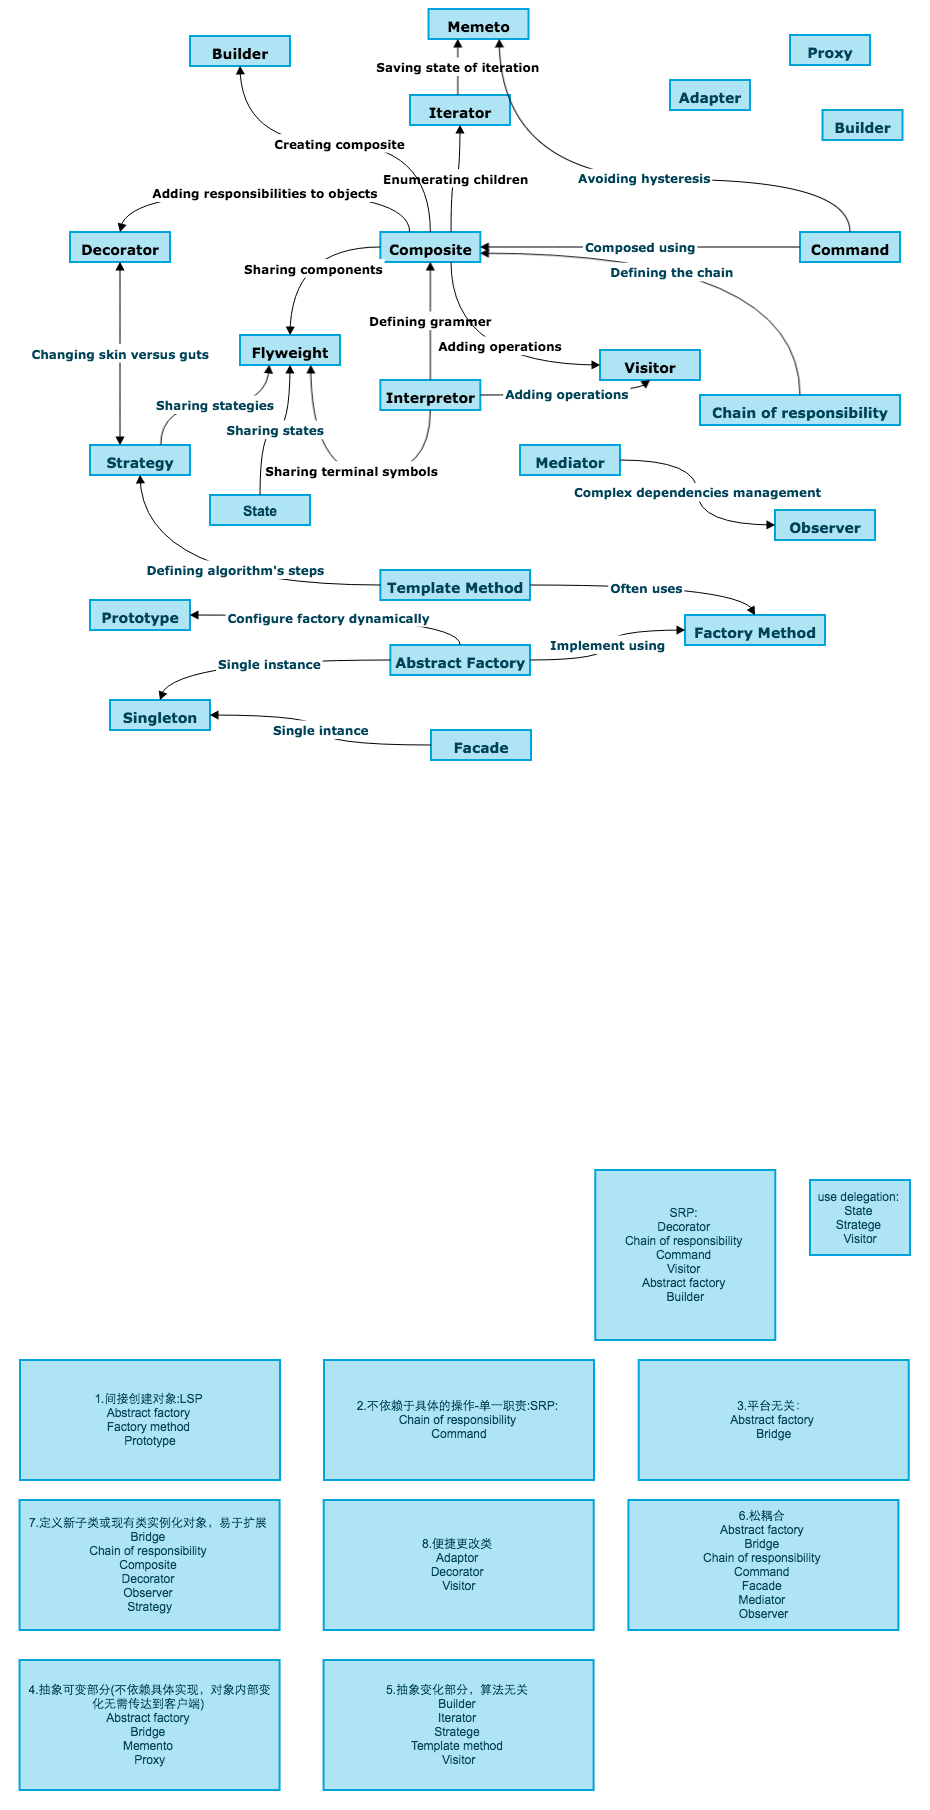 Memeto
Builder
Proxy
Saving state of iteration
Adapter
Iterator
Builder
Creating composite
Enumerating children
Avoiding hysteresis
Adding responsibilities to objects
Decorator
Composite
Composed using
Command
Sharing components
Defining the chain
Defining grammer
Adding operations
Changing skin versus guts
Flyweight
Visitor
Interpretor
Adding operations
Sharing stategies
Chain of responsibility
Sharing states
Strategy
Sharing terminal symbols
Mediator
Complex dependencies management
State
Observer
Defining algorithm's steps
Template Method
Often uses
Prototype
Configure factory dynamically
Factory Method
Implement using
Single instance
Abstract Factory
Singleton
Single intance
Facade
SRP:
Decorator
Chain of responsibility
Command
Visitor
Abstract factory
Builder
use delegation:
State
Stratege
Visitor
1.间接创建对象:LSP
Abstract factory
Factory method
Prototype
2.不依赖于具体的操作-单一职责:SRP:
Chain of responsibility
Command
3.平台无关：
Abstract factory
Bridge
7.定义新子类或现有类实例化对象，易于扩展
Bridge
Chain of responsibility
Composite
Decorator
Observer
Strategy
8.便捷更改类
Adaptor
Decorator
Visitor
6.松耦合
Abstract factory
Bridge
Chain of responsibility
Command
Facade
Mediator
Observer
4.抽象可变部分(不依赖具体实现，对象内部变
化无需传达到客户端)
Abstract factory
Bridge
Memento
Proxy
5.抽象变化部分，算法无关
Builder
Iterator
Stratege
Template method
Visitor